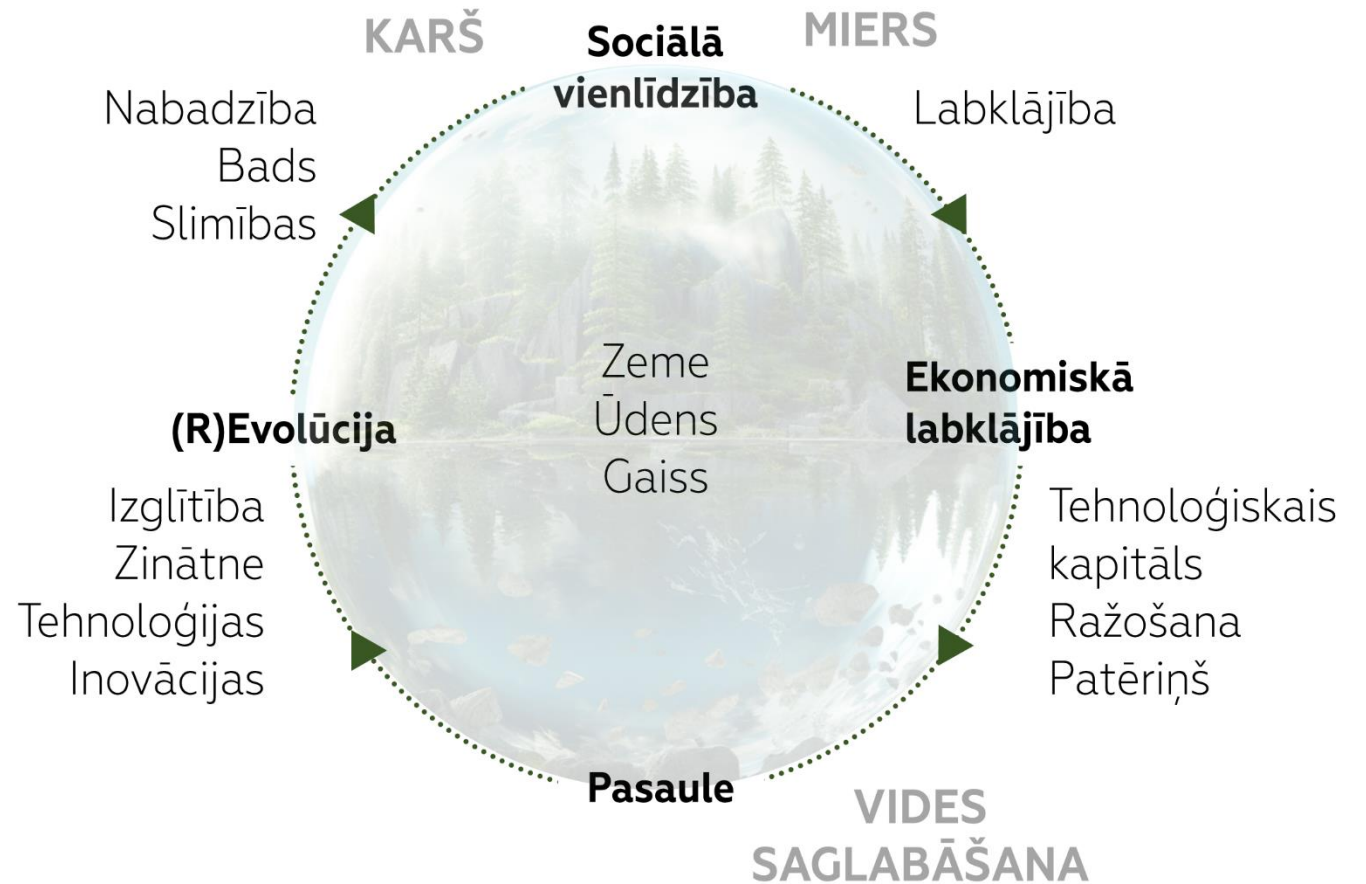 KARŠ
Sociālā
vienlīdzība
MIERS
Nabadzība
Bads
Slimības
Labklājība
Zeme
Ūdens
Gaiss
(R)Evolūcija
Ekonomiskā
labklājība
Izglītība
Zinātne
Tehnoloģijas
Inovācijas
Tehnoloģiskais
kapitāls
Ražošana
Patēriņš
Pasaule
VIDES
SAGLABĀŠANA